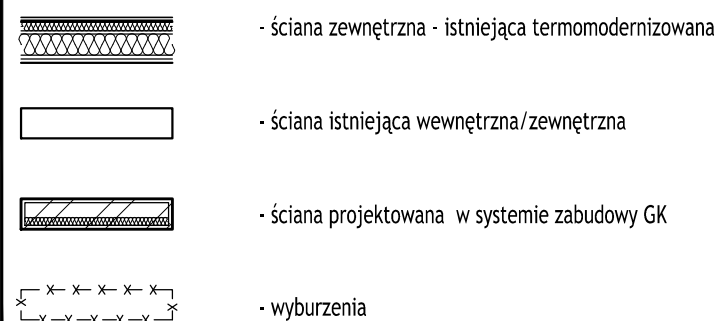 - ściana zewnętrzna - istniejąca termomodernizowana
- ściana istniejąca wewnętrzna/zewnętrzna
- ściana projektowana w systemie zabudowy GK
- wyburzenia